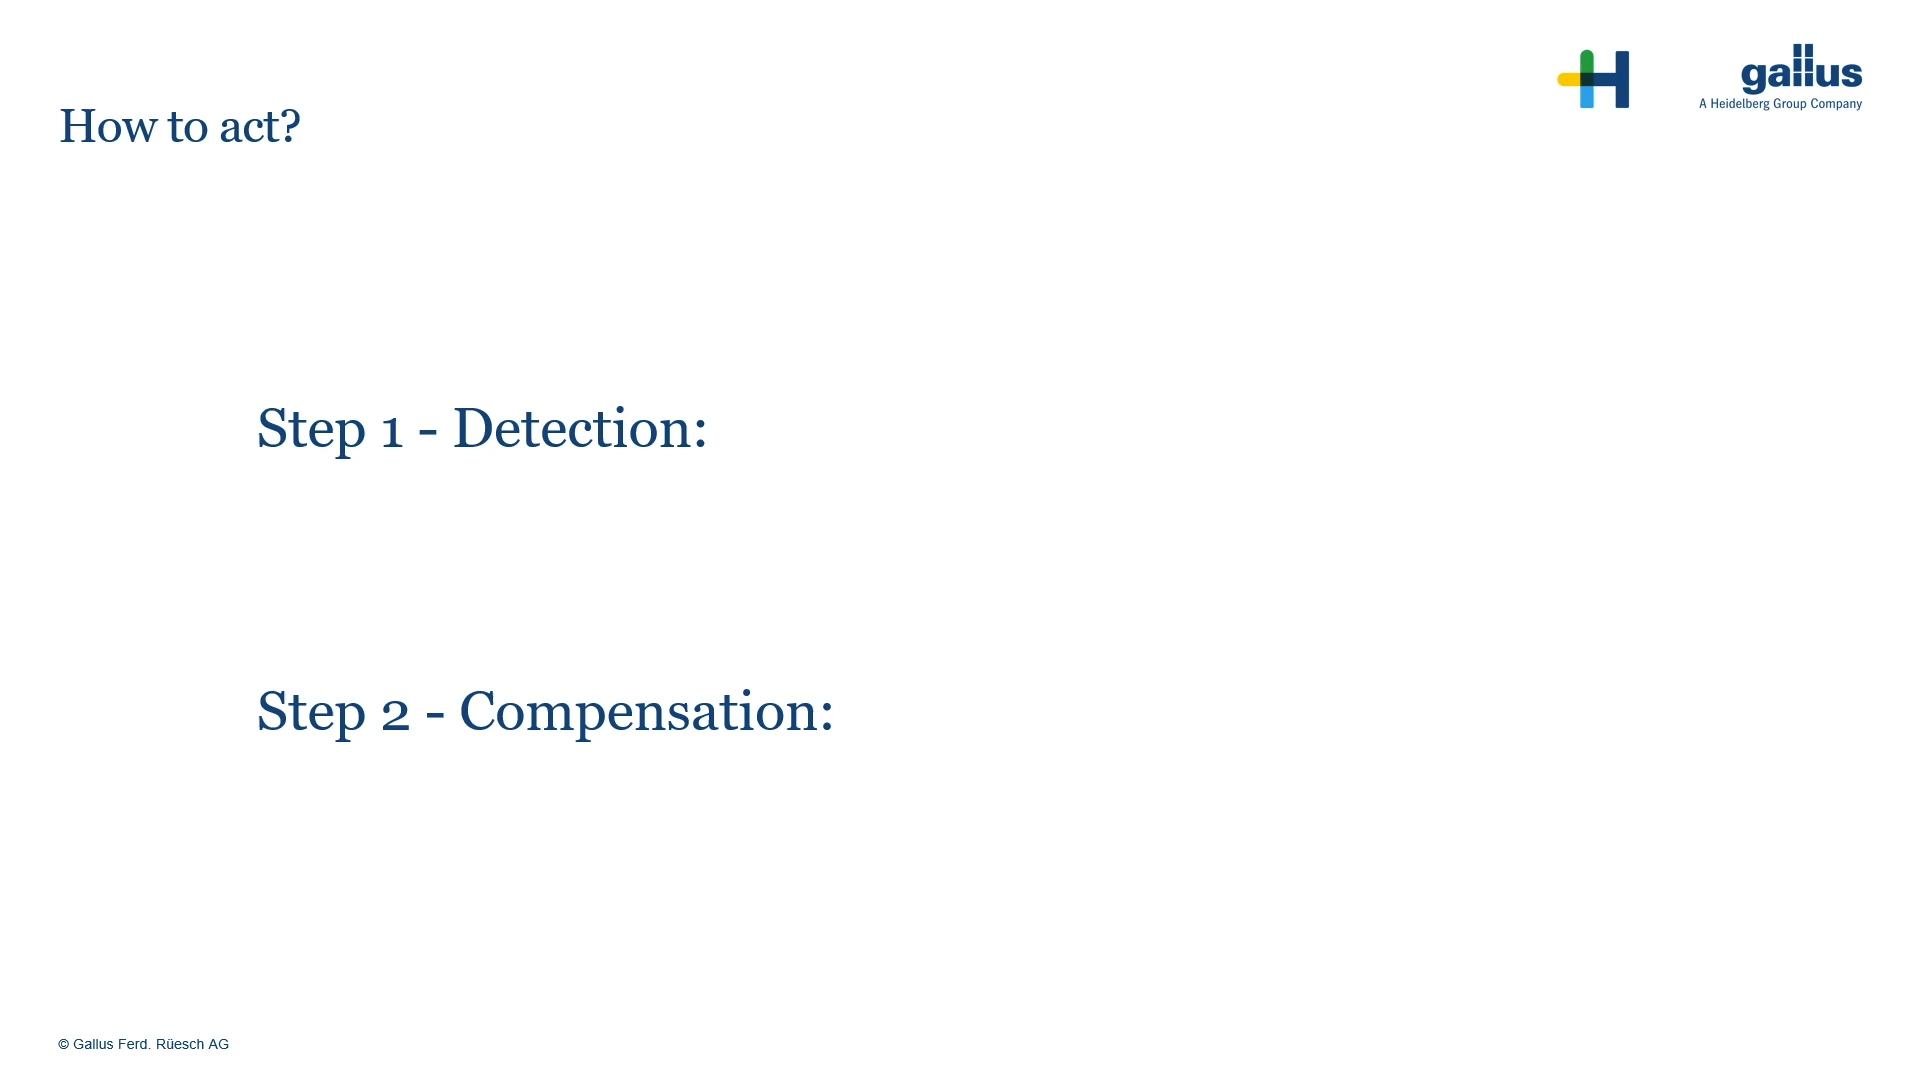 gallus
A Heidelberg Group Company
How to act?
Step 1 - Detection:
Step 2 - Compensation:
© Gallus Ferd. Rüesch AG